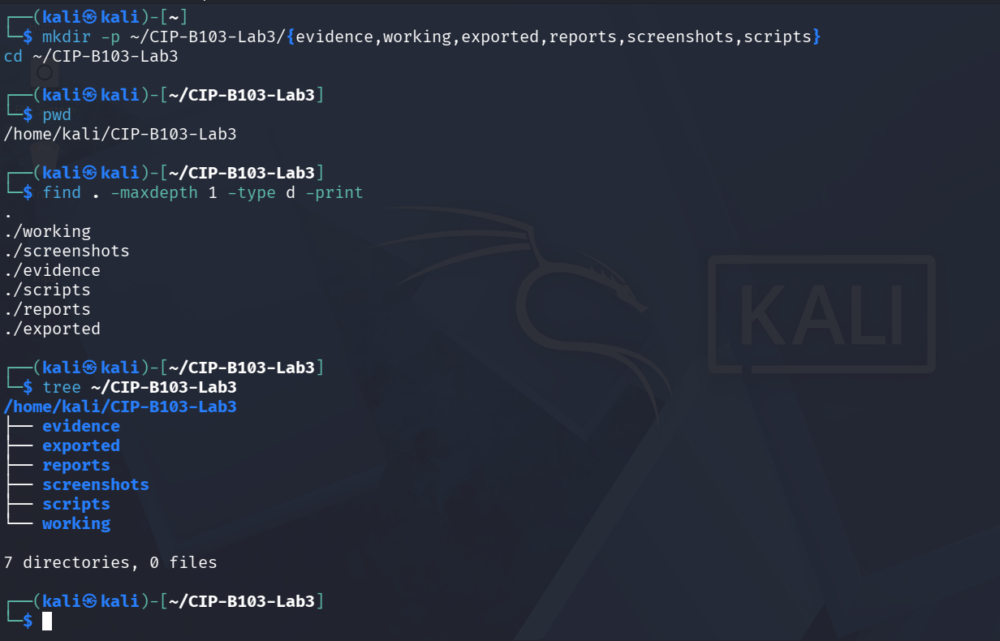 ┌──(kali㉿kali)-[~]
└─$ mkdir -p ~/CIP-B103-Lab3/{evidence,working,exported,reports,screenshots,scripts}
cd ~/CIP-B103-Lab3
┌──(kali㉿kali)-[~/CIP-B103-Lab3]
└─$ pwd
/home/kali/CIP-B103-Lab3
┌──(kali㉿kali)-[~/CIP-B103-Lab3]
└─$ find . -maxdepth 1 -type d -print
.
./working
./screenshots
./evidence
./scripts
./reports
./exported
┌──(kali㉿kali)-[~/CIP-B103-Lab3]
└─$ tree ~/CIP-B103-Lab3
/home/kali/CIP-B103-Lab3
├── evidence
├── exported
├── reports
├── screenshots
├── scripts
└── working
7 directories, 0 files
┌──(kali㉿kali)-[~/CIP-B103-Lab3]
└─$
KALI